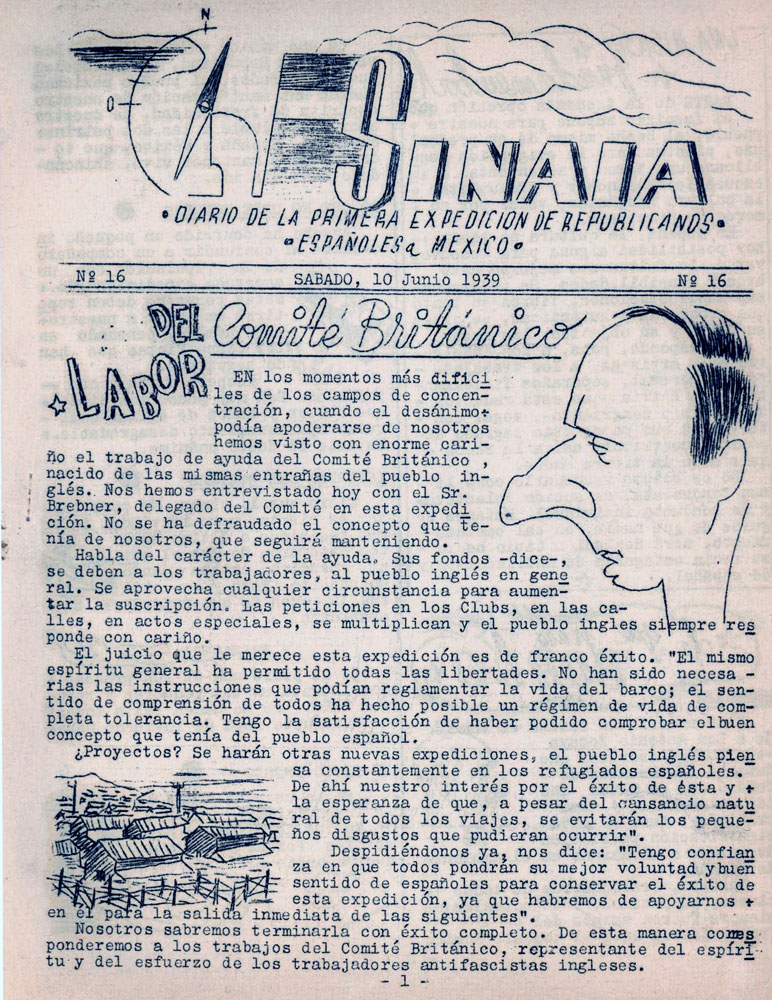 N
O
SINAIA
DIARIO DE LA PRIMERA EXPEDICION DE REPUBLICANOS
ESPAÑOLES a MEXICO
Nº 16 SABADO, 10 Junio 1939 Nº 16
LABOR DEL Comité Británico
EN los momentos más difici
les de los campos de concen-
tración, cuando el desánimo+
podía apoderarse de nosotros
hemos visto con enorme cari-
ño el trabajo de ayuda del Comité Británico ,
nacido de las mismas entrañas del pueblo in-
glés. Nos hemos entrevistado hoy con el Sr.
Brebner, delegado del Comité en esta expedi
ción. No se ha defraudado el concepto que te-
nía de nosotros, que seguirá manteniendo.
Habla del carácter de la ayuda. Sus fondos -dice-,
se deben a los trabajadores, al pueblo inglés en gene
ral. Se aprovecha cualquier circunstancia para aumen-
tar la suscripción. Las peticiones en los Clubs, en las ca-
lles, en actos especiales, se multiplican y el pueblo ingles siempre res
ponde con cariño.
El juicio que le merece esta expedición es de franco éxito. "El mismo
espíritu general ha permitido todas las libertades. No han sido necesa -
rias las instrucciones que podían reglamentar la vida del barco; el sen-
tido de comprensión de todos ha hecho posible un régimen de vida de com-
pleta tolerancia. Tengo la satisfacción de haber podido comprobar elbuen
concepto que tenía del pueblo español.
¿Proyectos? Se harán otras nuevas expediciones, el pueblo inglés pien
sa constantemente en los refugiados españoles.
De ahí nuestro interés por el éxito de ésta y +
la esperanza de que, a pesar del cansancio natu
ral de todos los viajes, se evitarán los peque-
ños disgustos que pudieran ocurrir".
Despidiéndonos ya, nos dice: "Tengo confian
za en que todos pondrán su mejor voluntad ybuen
sentido de españoles para conservar el éxito de
esta expedición, ya que habremos de apoyarnos +
en él para la salida inmediata de las siguientes".
Nosotros sabremos terminarla con éxito completo. De esta manera corres
ponderemos a los trabajos del Comité Británico, representante del espíri
tu y del esfuerzo de los trabajadores antifascistas ingleses.
- 1 -